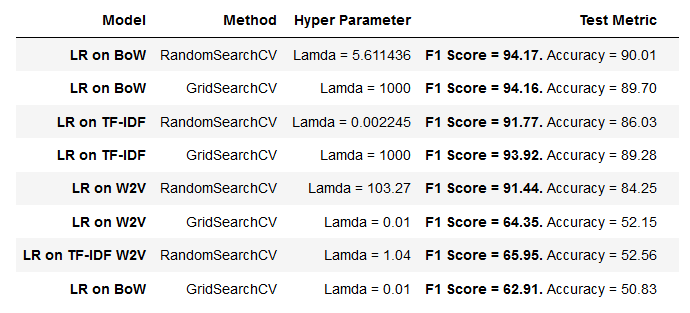 Model Method Hyper Parameter Test Metric
LR on BoW RandomSearchCV Lamda = 5.611436 F1 Score = 94.17. Accuracy = 90.01
LR on BoW GridSearchCV Lamda = 1000 F1 Score = 94.16. Accuracy = 89.70
LR on TF-IDF RandomSearchCV Lamda = 0.002245 F1 Score = 91.77. Accuracy = 86.03
LR on TF-IDF GridSearchCV Lamda = 1000 F1 Score = 93.92. Accuracy = 89.28
LR on W2V RandomSearchCV Lamda = 103.27 F1 Score = 91.44. Accuracy = 84.25
LR on W2V GridSearchCV Lamda = 0.01 F1 Score = 64.35. Accuracy = 52.15
LR on TF-IDF W2V RandomSearchCV Lamda = 1.04 F1 Score = 65.95. Accuracy = 52.56
LR on BoW GridSearchCV Lamda = 0.01 F1 Score = 62.91. Accuracy = 50.83